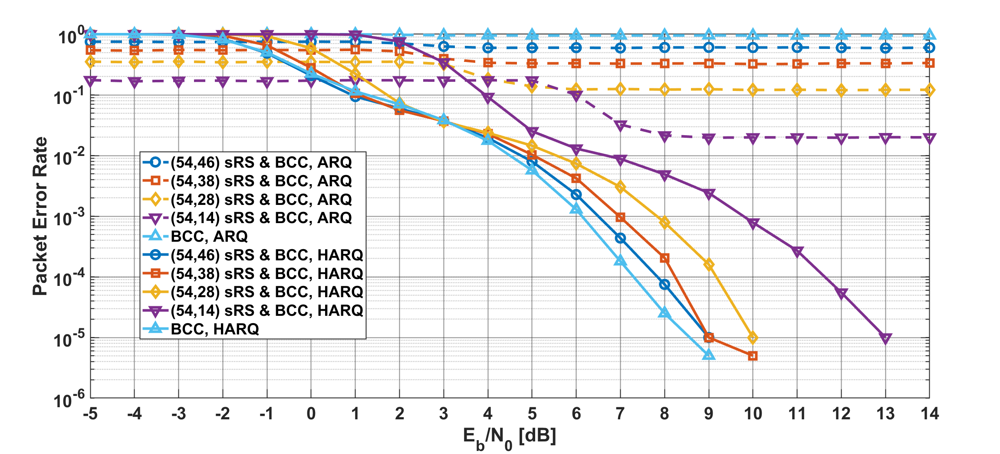 10^0
10^-1
10^-2
10^-3
10^-4
10^-5
10^-6
Packet Error Rate
(54,46) sRS & BCC, ARQ
(54,38) sRS & BCC, ARQ
(54,28) sRS & BCC, ARQ
(54,14) sRS & BCC, ARQ
BCC, ARQ
(54,46) sRS & BCC, HARQ
(54,38) sRS & BCC, HARQ
(54,28) sRS & BCC, HARQ
(54,14) sRS & BCC, HARQ
BCC, HARQ
-5 -4 -3 -2 -1 0 1 2 3 4 5 6 7 8 9 10 11 12 13 14
E_b/N_0 [dB]